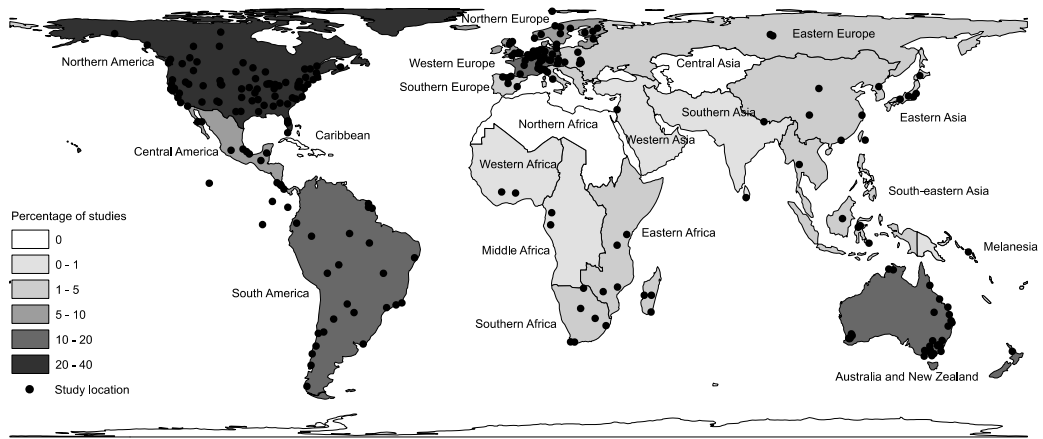 Northern Europe
Eastern Europe
Northern America
Western Europe
Central Asia
Southern Europe
Southern Asia
Northern Africa
Eastern Asia
Caribbean
Western Asia
Central America
Western Africa
South-eastern Asia
Percentage of studies
0
Eastern Africa
Melanesia
Middle Africa
0 - 1
1 - 5
South America
5 - 10
Southern Africa
10 - 20
20 - 40
Australia and New Zealand
Study location